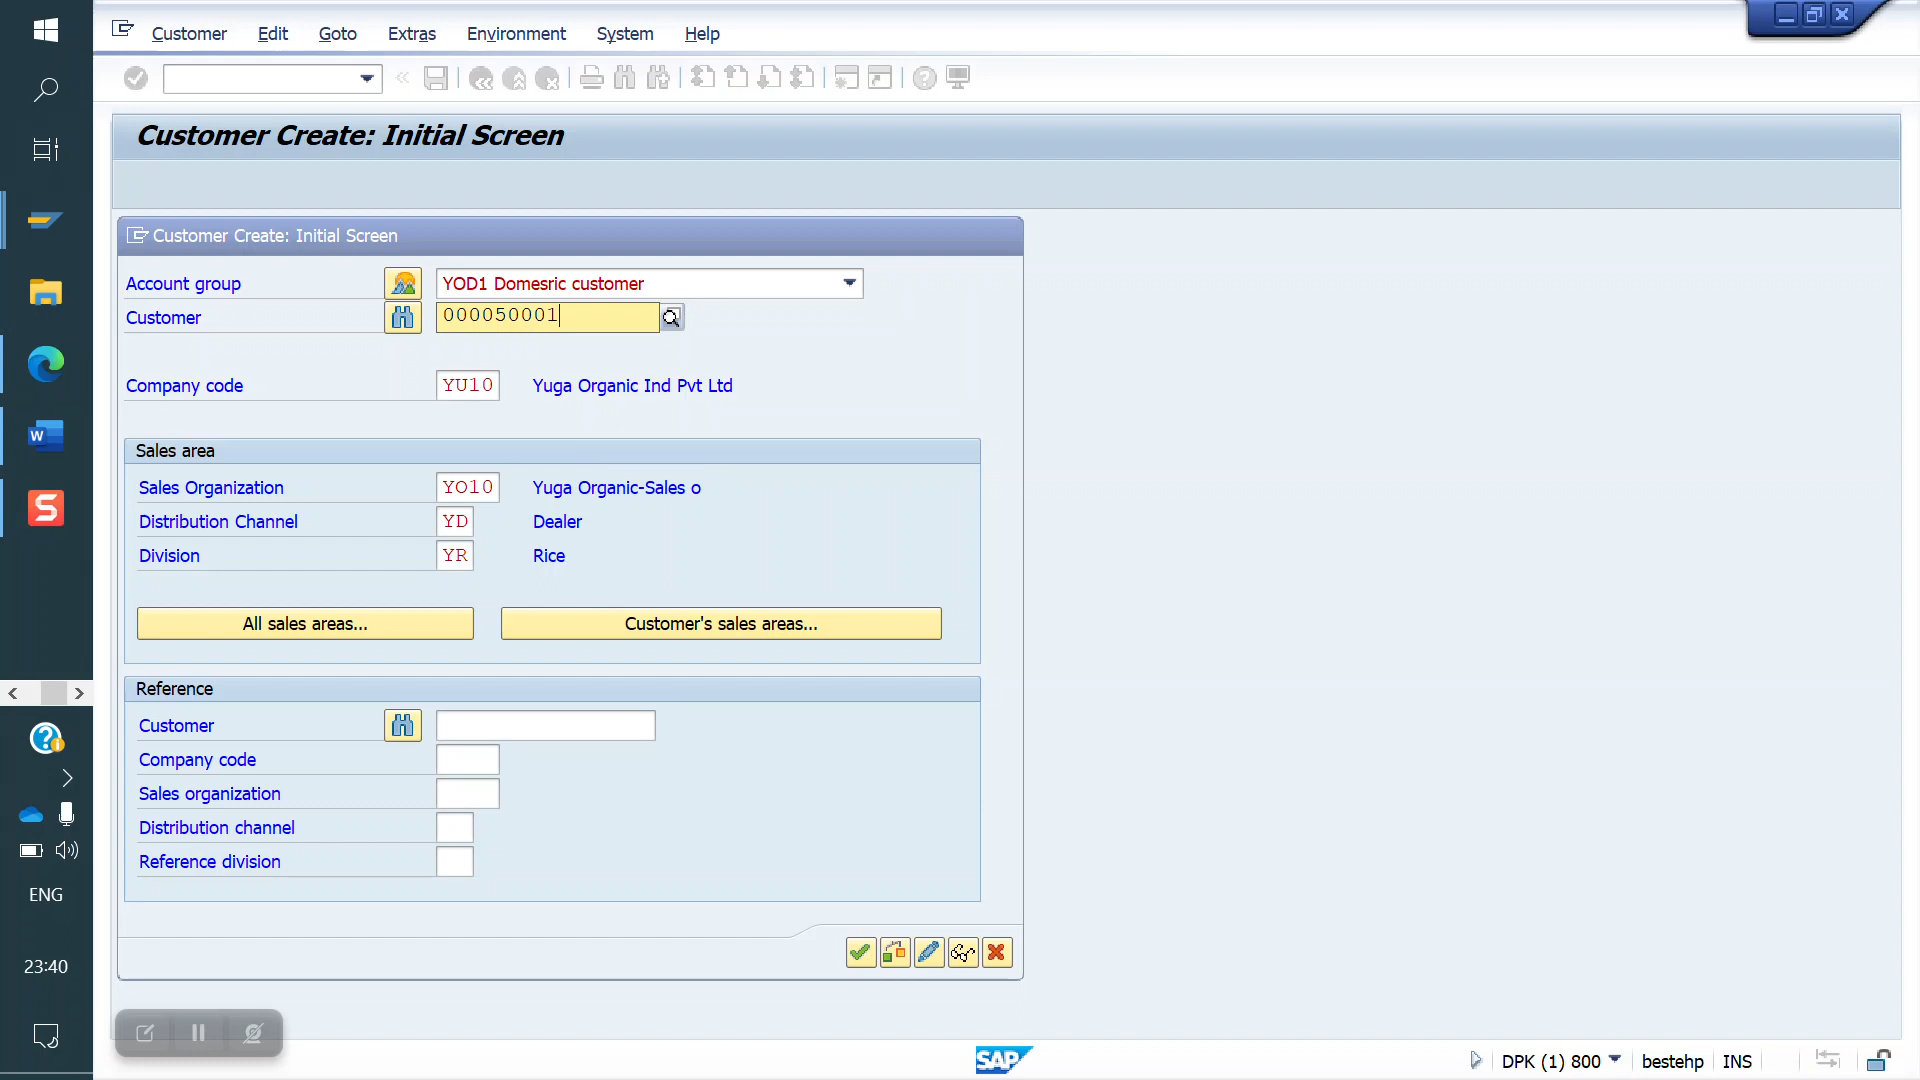 Customer Edit Goto Extras Environment System Help
Customer Create: Initial Screen
Customer Create: Initial Screen
Account group YOD1 Domesric customer
Customer 000050001
Company code YU10 Yuga Organic Ind Pvt Ltd
Sales area
Sales Organization YO10 Yuga Organic-Sales o
Distribution Channel YD Dealer
Division YR Rice
All sales areas... Customer's sales areas...
Reference
Customer
Company code
Sales organization
Distribution channel
Reference division
ENG
23:40
SAP DPK (1) 800 bestehp INS